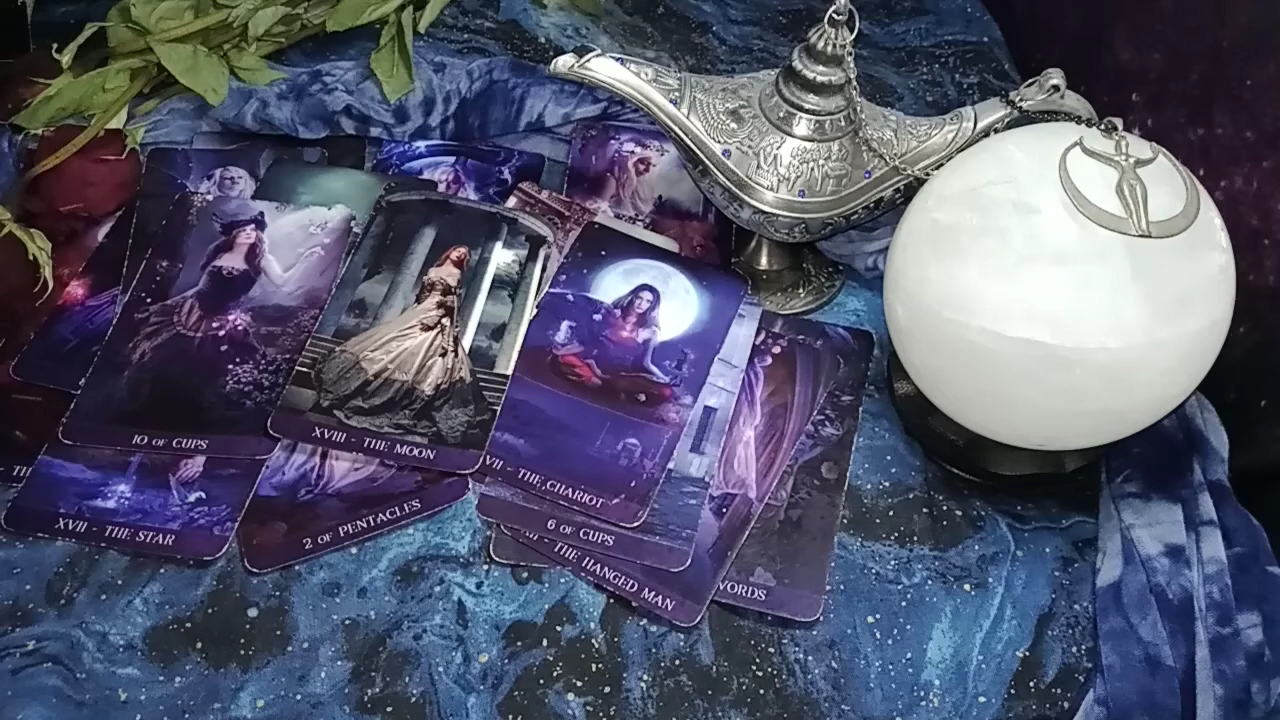 10 OF CUPS
XVIII - THE MOON
VII - THE CHARIOT
XVII - THE STAR
2 OF PENTACLES
6 OF CUPS
THE HANGED MAN